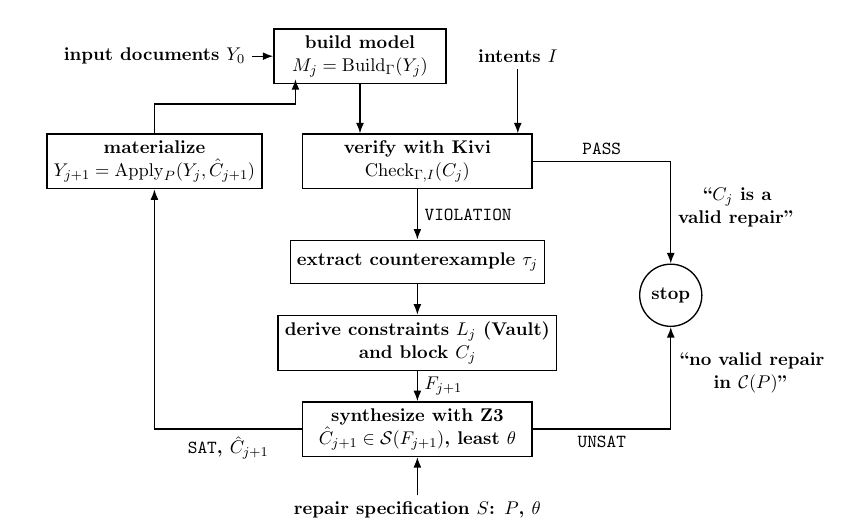 build model
input documents Y₀
M_j = Build_Γ(Y_j)
intents I
materialize
Y_{j+1} = Apply_P(Y_j, Ĉ_{j+1})
verify with Kivi
Check_{Γ,I}(C_j)
PASS
“C_j is a
valid repair”
VIOLATION
extract counterexample τ_j
stop
derive constraints L_j (Vault)
and block C_j
“no valid repair
in 𝒞(P)”
F_{j+1}
synthesize with Z3
Ĉ_{j+1} ∈ 𝒮(F_{j+1}), least θ
SAT, Ĉ_{j+1}
UNSAT
repair specification S: P, θ